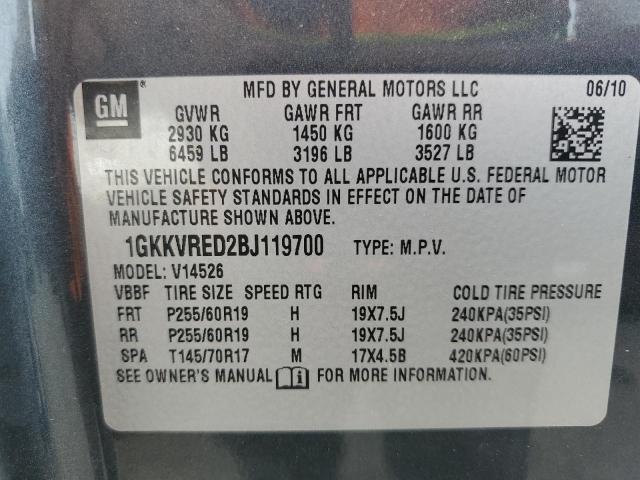 GM ® MFD BY GENERAL MOTORS LLC 06/10
GVWR GAWR FRT GAWR RR
2930 KG 1450 KG 1600 KG
6459 LB 3196 LB 3527 LB
THIS VEHICLE CONFORMS TO ALL APPLICABLE U.S. FEDERAL MOTOR
VEHICLE SAFETY STANDARDS IN EFFECT ON THE DATE OF
MANUFACTURE SHOWN ABOVE.
1GKKVRED2BJ119700 TYPE: M.P.V.
MODEL: V14526
VBBF TIRE SIZE SPEED RTG RIM COLD TIRE PRESSURE
FRT P255/60R19 H 19X7.5J 240KPA(35PSI)
RR P255/60R19 H 19X7.5J 240KPA(35PSI)
SPA T145/70R17 M 17X4.5B 420KPA(60PSI)
SEE OWNER'S MANUAL i FOR MORE INFORMATION.